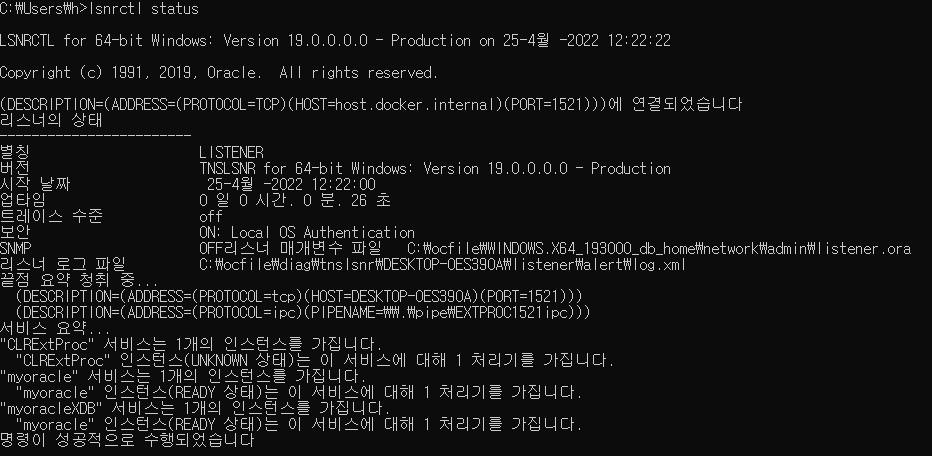 C:₩Users₩h>lsnrctl status
LSNRCTL for 64-bit Windows: Version 19.0.0.0.0 - Production on 25-4월 -2022 12:22:22
Copyright (c) 1991, 2019, Oracle.  All rights reserved.
(DESCRIPTION=(ADDRESS=(PROTOCOL=TCP)(HOST=host.docker.internal)(PORT=1521)))에 연결되었습니다
리스너의 상태
------------------------
별칭                    LISTENER
버전                    TNSLSNR for 64-bit Windows: Version 19.0.0.0.0 - Production
시작 날짜                 25-4월 -2022 12:22:00
업타임                   0 일 0 시간. 0 분. 26 초
트레이스 수준            off
보안                    ON: Local OS Authentication
SNMP                    OFF리스너 매개변수 파일   C:₩ocfile₩WINDOWS.X64_193000_db_home₩network₩admin₩listener.ora
리스너 로그 파일         C:₩ocfile₩diag₩tnslsnr₩DESKTOP-OES390A₩listener₩alert₩log.xml
끝점 요약 청취 중...
  (DESCRIPTION=(ADDRESS=(PROTOCOL=tcp)(HOST=DESKTOP-OES390A)(PORT=1521)))
  (DESCRIPTION=(ADDRESS=(PROTOCOL=ipc)(PIPENAME=₩₩.₩pipe₩EXTPROC1521ipc)))
서비스 요약...
"CLRExtProc" 서비스는 1개의 인스턴스를 가집니다.
  "CLRExtProc" 인스턴스(UNKNOWN 상태)는 이 서비스에 대해 1 처리기를 가집니다.
"myoracle" 서비스는 1개의 인스턴스를 가집니다.
  "myoracle" 인스턴스(READY 상태)는 이 서비스에 대해 1 처리기를 가집니다.
"myoracleXDB" 서비스는 1개의 인스턴스를 가집니다.
  "myoracle" 인스턴스(READY 상태)는 이 서비스에 대해 1 처리기를 가집니다.
명령이 성공적으로 수행되었습니다